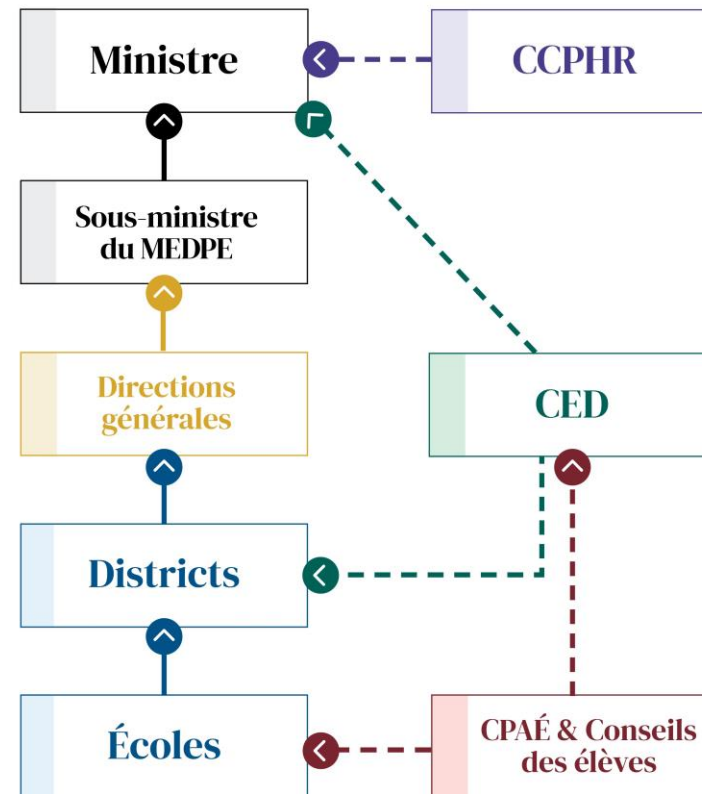 Ministre
CCPHR
Sous-ministre
du MEDPE
Directions
générales
CED
Districts
Écoles
CPAÉ & Conseils
des élèves